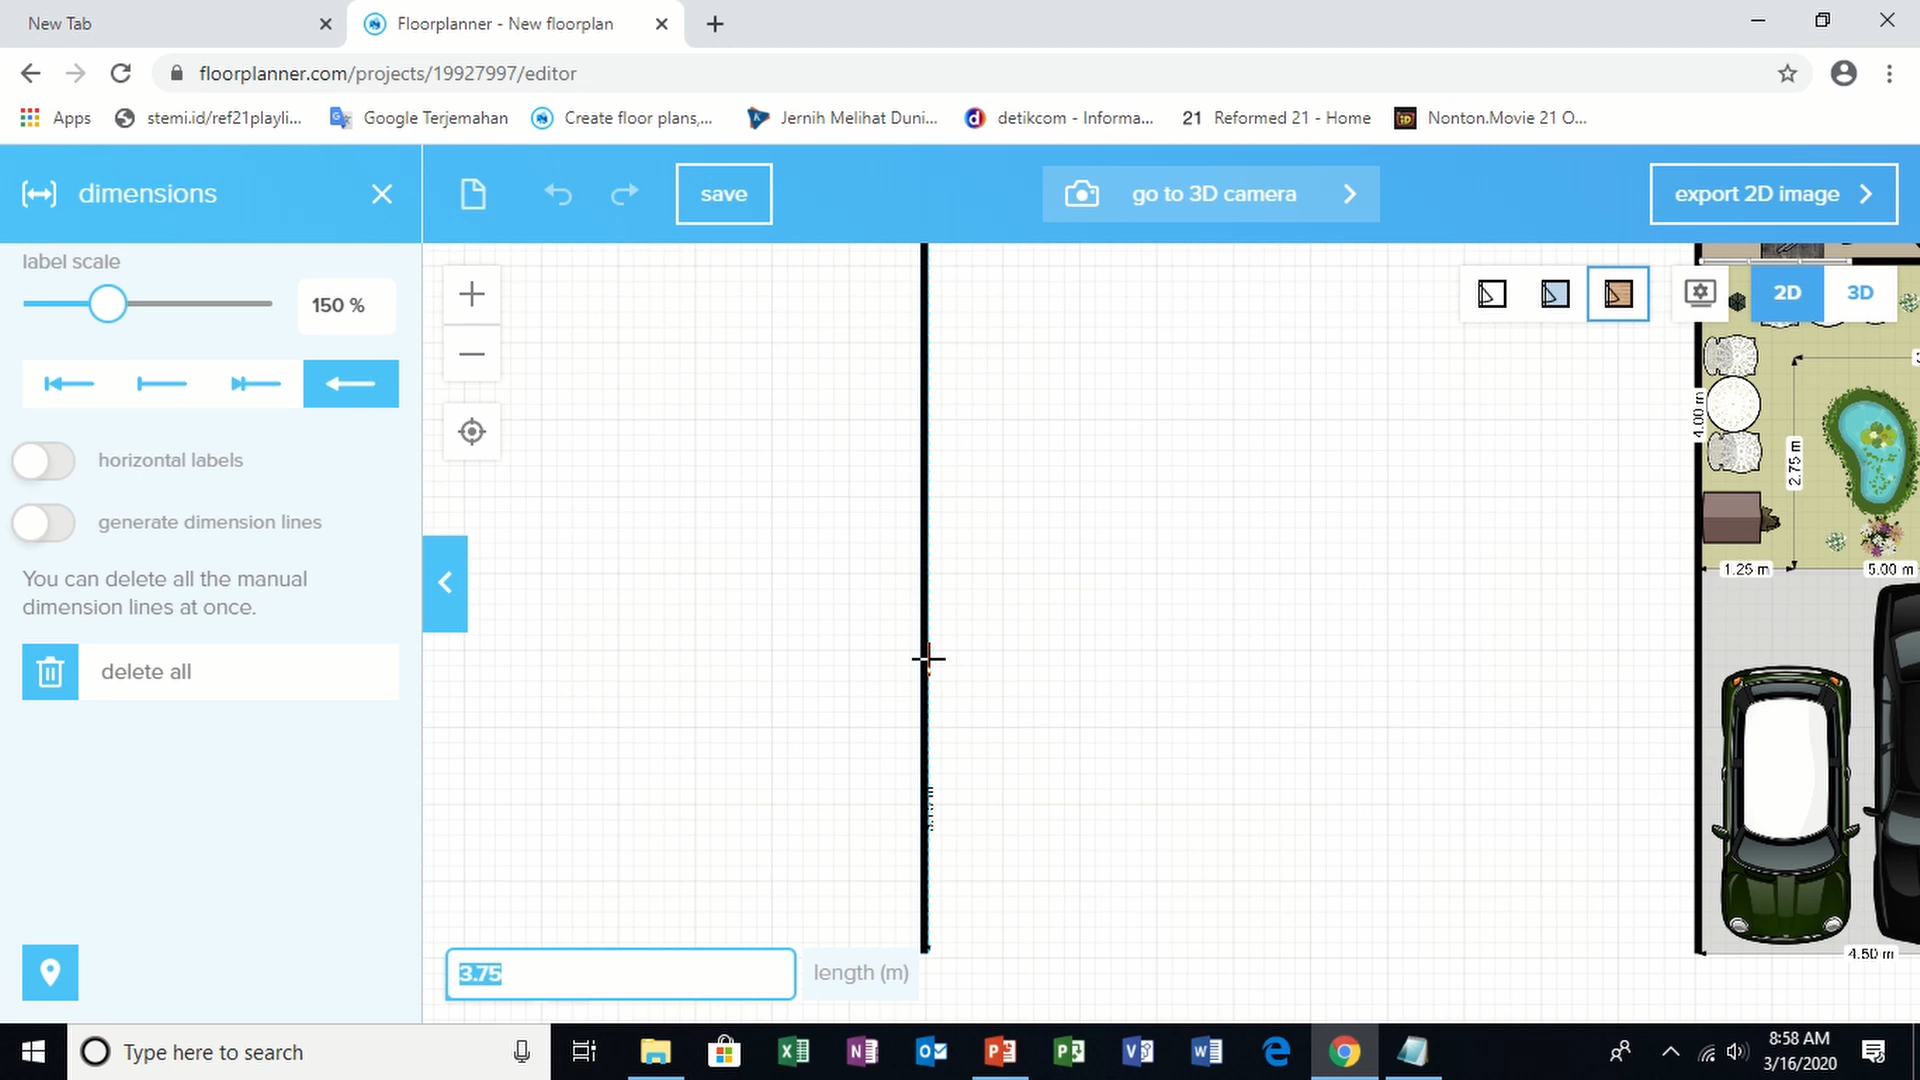 New Tab
Floorplanner - New floorplan
floorplanner.com/projects/19927997/editor
Apps
stemi.id/ref21playli...
Google Terjemahan
Create floor plans,...
Jernih Melihat Duni...
detikcom - Informa...
21 Reformed 21 - Home
Nonton.Movie 21 O...
dimensions
save
go to 3D camera
export 2D image
label scale
150 %
2D
3D
horizontal labels
4.00 m
2.75 m
generate dimension lines
You can delete all the manual
dimension lines at once.
1.25 m
5.00 m
delete all
4.50 m
3.75
length (m)
Type here to search
8:58 AM
3/16/2020